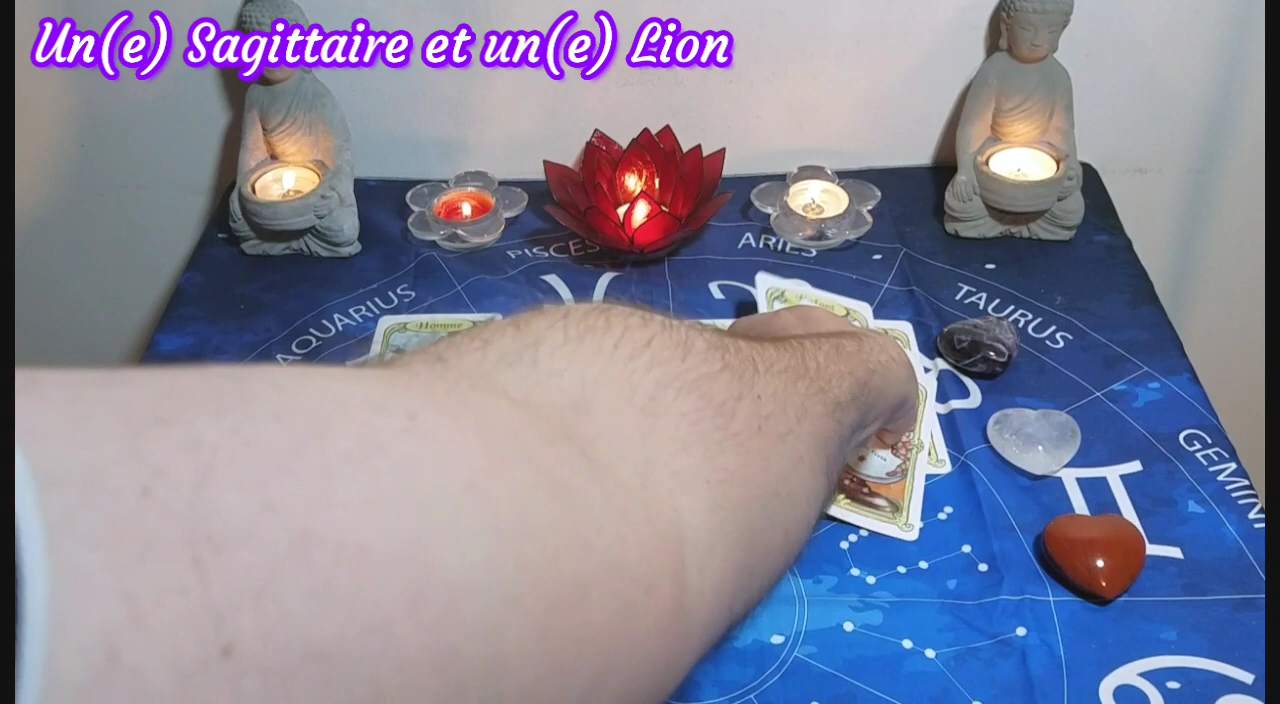 Un(e) Sagittaire et un(e) Lion
PISCES
ARIES
AQUARIUS
TAURUS
Homme
GEMINI